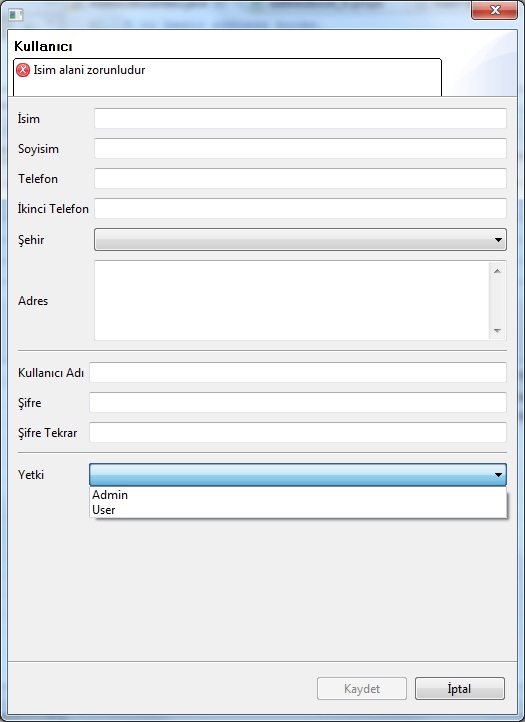 Kullanıcı
Isim alani zorunludur
İsim
Soyisim
Telefon
İkinci Telefon
Şehir
Adres
Kullanıcı Adı
Şifre
Şifre Tekrar
Yetki
Admin
User
Kaydet
İptal